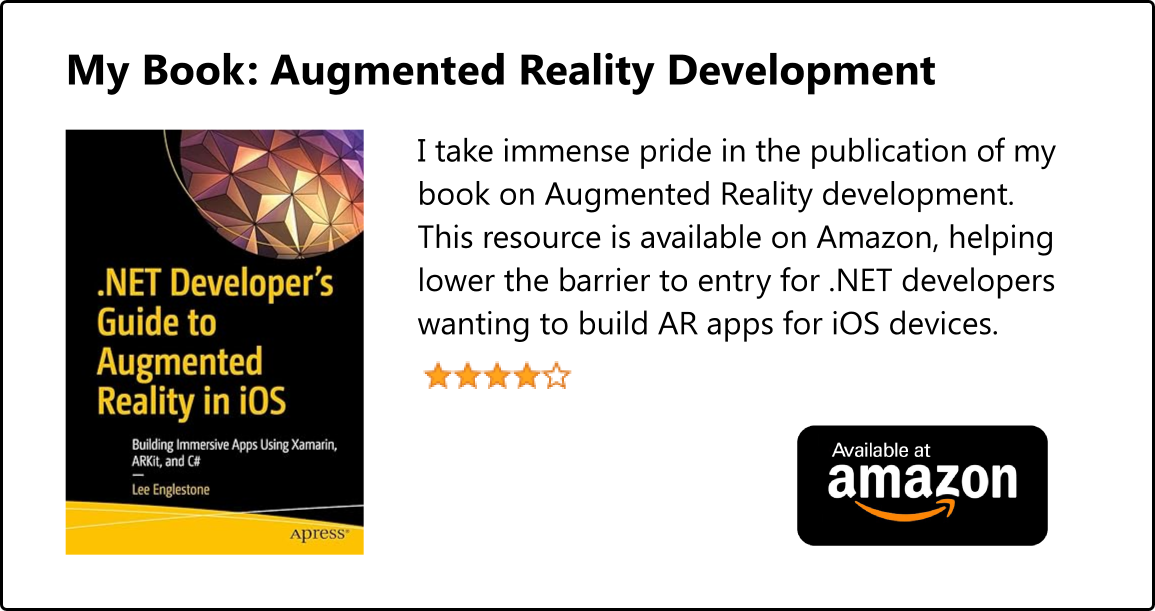 My Book: Augmented Reality Development
.NET Developer's
Guide to
Augmented
Reality in iOS
Building Immersive Apps Using Xamarin,
ARKit, and C#
Lee Englestone
Apress®
I take immense pride in the publication of my
book on Augmented Reality development.
This resource is available on Amazon, helping
lower the barrier to entry for .NET developers
wanting to build AR apps for iOS devices.
Available at
amazon